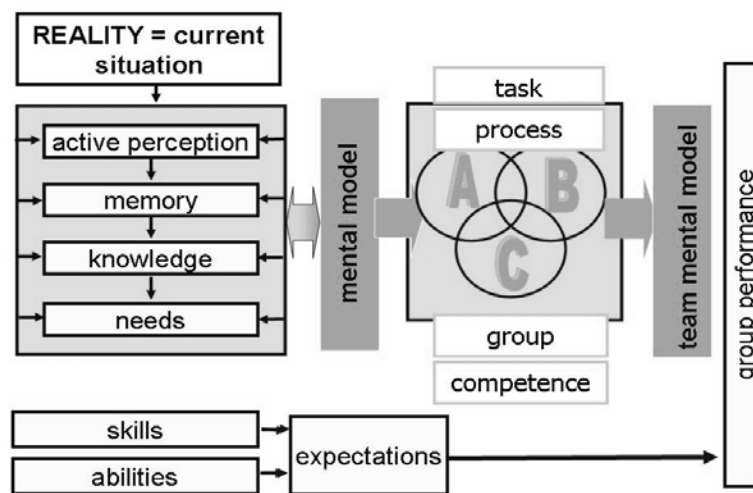 REALITY = current
situation
active perception
memory
knowledge
needs
mental model
task
process
A
B
C
group
competence
team mental model
group performance
skills
abilities
expectations